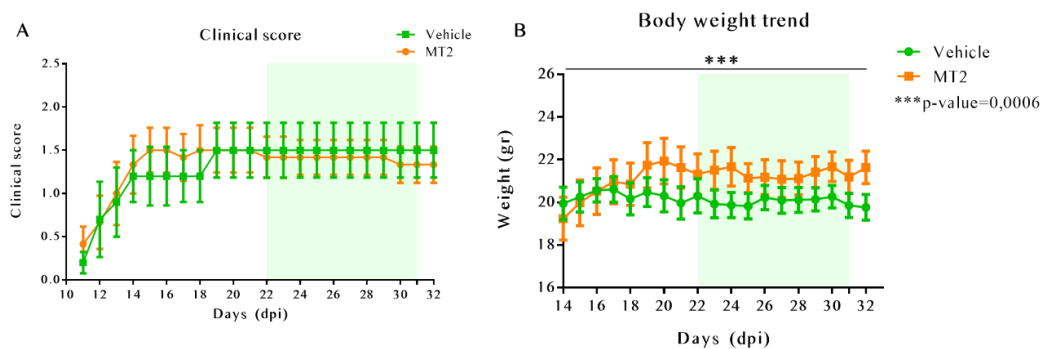 A
Clinical score
Vehicle
MT2
2.5
2.0
1.5
1.0
0.5
0.0
Clinical score
10 12 14 16 18 20 22 24 26 28 30 32
Days (dpi)
B
Body weight trend
Vehicle
MT2
***p-value=0,0006
***
26
24
22
20
18
16
Weight (gr)
14 16 18 20 22 24 26 28 30 32
Days (dpi)